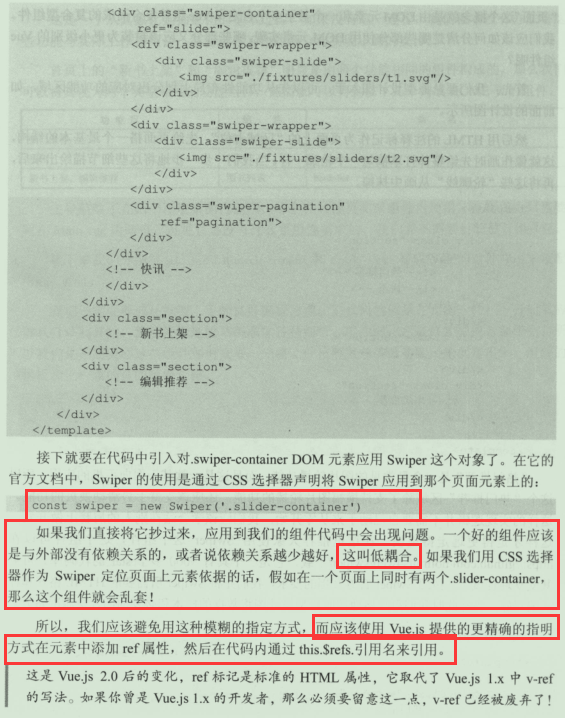 <div class="swiper-container"
ref="slider">
<div class="swiper-wrapper">
<div class="swiper-slide">
<img src="./fixtures/sliders/t1.svg"/>
</div>
</div>
<div class="swiper-wrapper">
<div class="swiper-slide">
<img src="./fixtures/sliders/t2.svg"/>
</div>
</div>
<div class="swiper-pagination"
ref="pagination">
</div>
</div>
<!-- 快讯 -->
</div>
</div>
<div class="section">
<!-- 新书上架 -->
</div>
<div class="section">
<!-- 编辑推荐 -->
</div>
</div>
</template>
接下就要在代码中引入对.swiper-container DOM 元素应用 Swiper 这个对象了。在它的
官方文档中，Swiper 的使用是通过 CSS 选择器声明将 Swiper 应用到那个页面元素上的：
const swiper = new Swiper('.slider-container')
如果我们直接将它抄过来，应用到我们的组件代码中会出现问题。一个好的组件应该
是与外部没有依赖关系的，或者说依赖关系越少越好，这叫低耦合。如果我们用 CSS 选择
器作为 Swiper 定位页面上元素依据的话，假如在一个页面上同时有两个.slider-container，
那么这个组件就会乱套！
所以，我们应该避免用这种模糊的指定方式，而应该使用 Vue.js 提供的更精确的指明
方式在元素中添加 ref 属性，然后在代码内通过 this.$refs.引用名来引用。
这是 Vue.js 2.0 后的变化，ref 标记是标准的 HTML 属性，它取代了 Vue.js 1.x 中 v-ref
的写法。如果你曾是 Vue.js 1.x 的开发者，那么必须要留意这一点，v-ref 已经被废弃了！